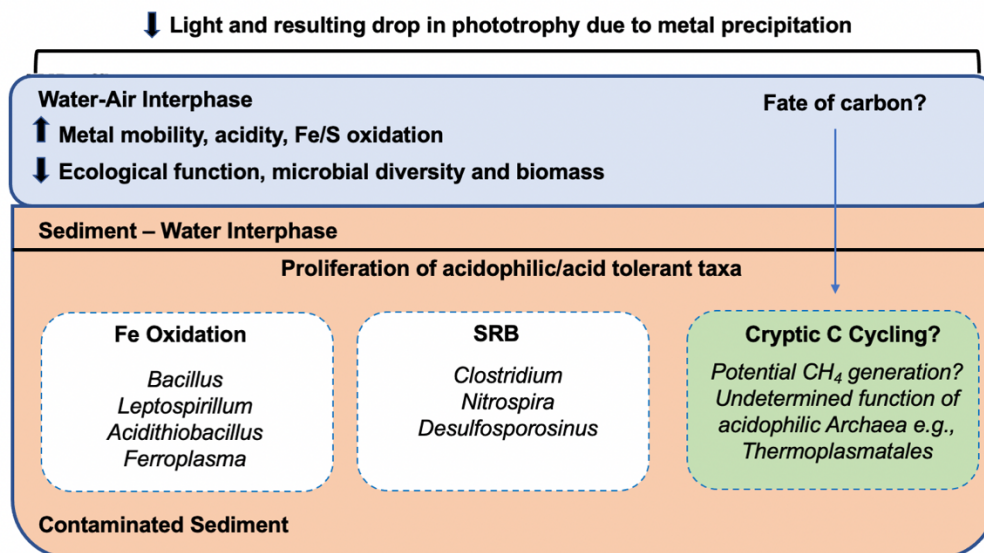 Light and resulting drop in phototrophy due to metal precipitation
Water-Air Interphase
Fate of carbon?
Metal mobility, acidity, Fe/S oxidation
Ecological function, microbial diversity and biomass
Sediment – Water Interphase
Proliferation of acidophilic/acid tolerant taxa
Fe Oxidation
Bacillus
Leptospirillum
Acidithiobacillus
Ferroplasma
SRB
Clostridium
Nitrospira
Desulfosporosinus
Cryptic C Cycling?
Potential CH₄ generation?
Undetermined function of
acidophilic Archaea e.g.,
Thermoplasmatales
Contaminated Sediment